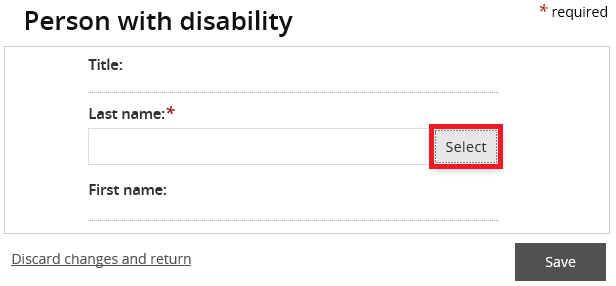 Person with disability
* required
Title:
Last name:*
Select
First name:
Discard changes and return
Save